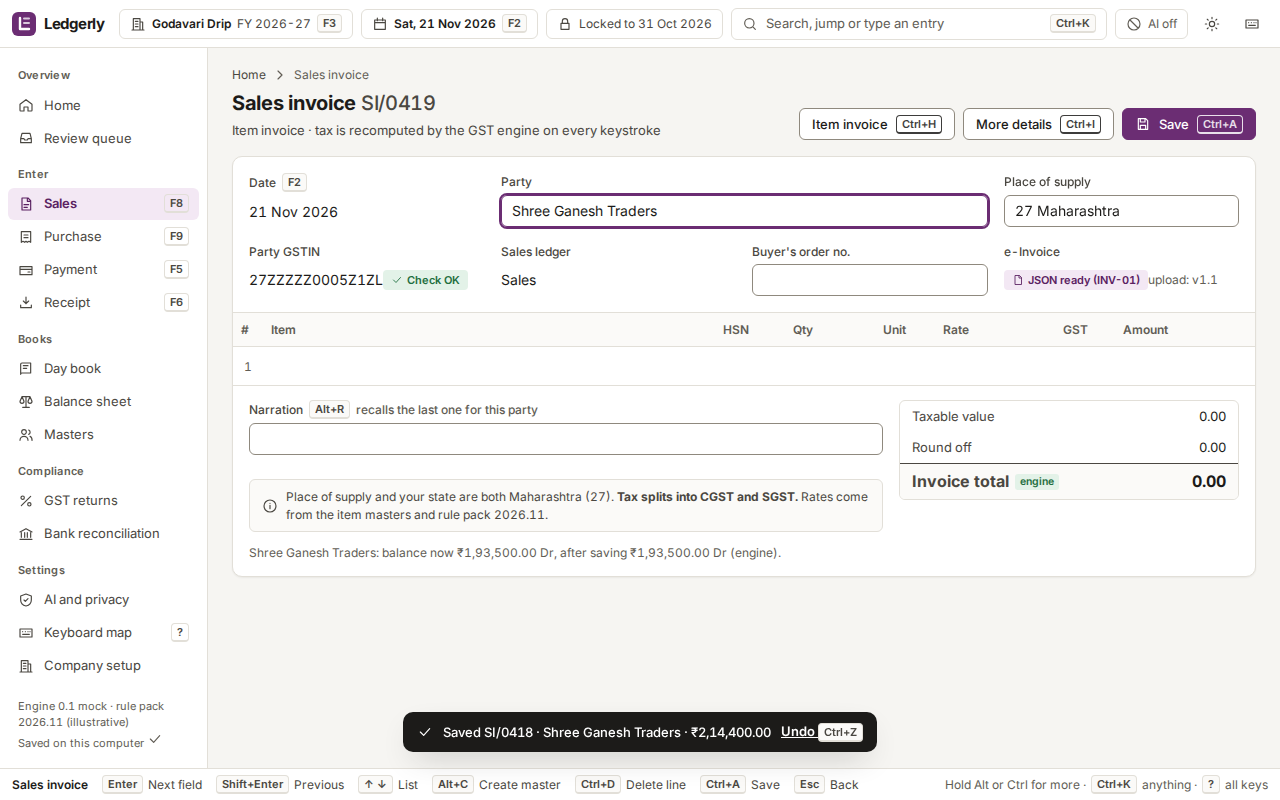 Ledgerly
Godavari Drip FY 2026-27 F3
Sat, 21 Nov 2026 F2
Locked to 31 Oct 2026
Search, jump or type an entry Ctrl+K
AI off
Overview
Home
Review queue
Enter
Sales F8
Purchase F9
Payment F5
Receipt F6
Books
Day book
Balance sheet
Masters
Compliance
GST returns
Bank reconciliation
Settings
AI and privacy
Keyboard map ?
Company setup
Engine 0.1 mock · rule pack
2026.11 (illustrative)
Saved on this computer
Home > Sales invoice
Sales invoice SI/0419
Item invoice · tax is recomputed by the GST engine on every keystroke
Item invoice Ctrl+H
More details Ctrl+I
Save Ctrl+A
Date F2
21 Nov 2026
Party
Shree Ganesh Traders
Place of supply
27 Maharashtra
Party GSTIN
27ZZZZZ0005Z1ZL Check OK
Sales ledger
Sales
Buyer's order no.
e-Invoice
JSON ready (INV-01) upload: v1.1
# Item HSN Qty Unit Rate GST Amount
1
Narration Alt+R recalls the last one for this party
Place of supply and your state are both Maharashtra (27). Tax splits into CGST and SGST. Rates come
from the item masters and rule pack 2026.11.
Shree Ganesh Traders: balance now ₹1,93,500.00 Dr, after saving ₹1,93,500.00 Dr (engine).
Taxable value 0.00
Round off 0.00
Invoice total engine 0.00
Saved SI/0418 · Shree Ganesh Traders · ₹2,14,400.00 Undo Ctrl+Z
Sales invoice Enter Next field Shift+Enter Previous ↑ ↓ List Alt+C Create master Ctrl+D Delete line Ctrl+A Save Esc Back
Hold Alt or Ctrl for more · Ctrl+K anything · ? all keys